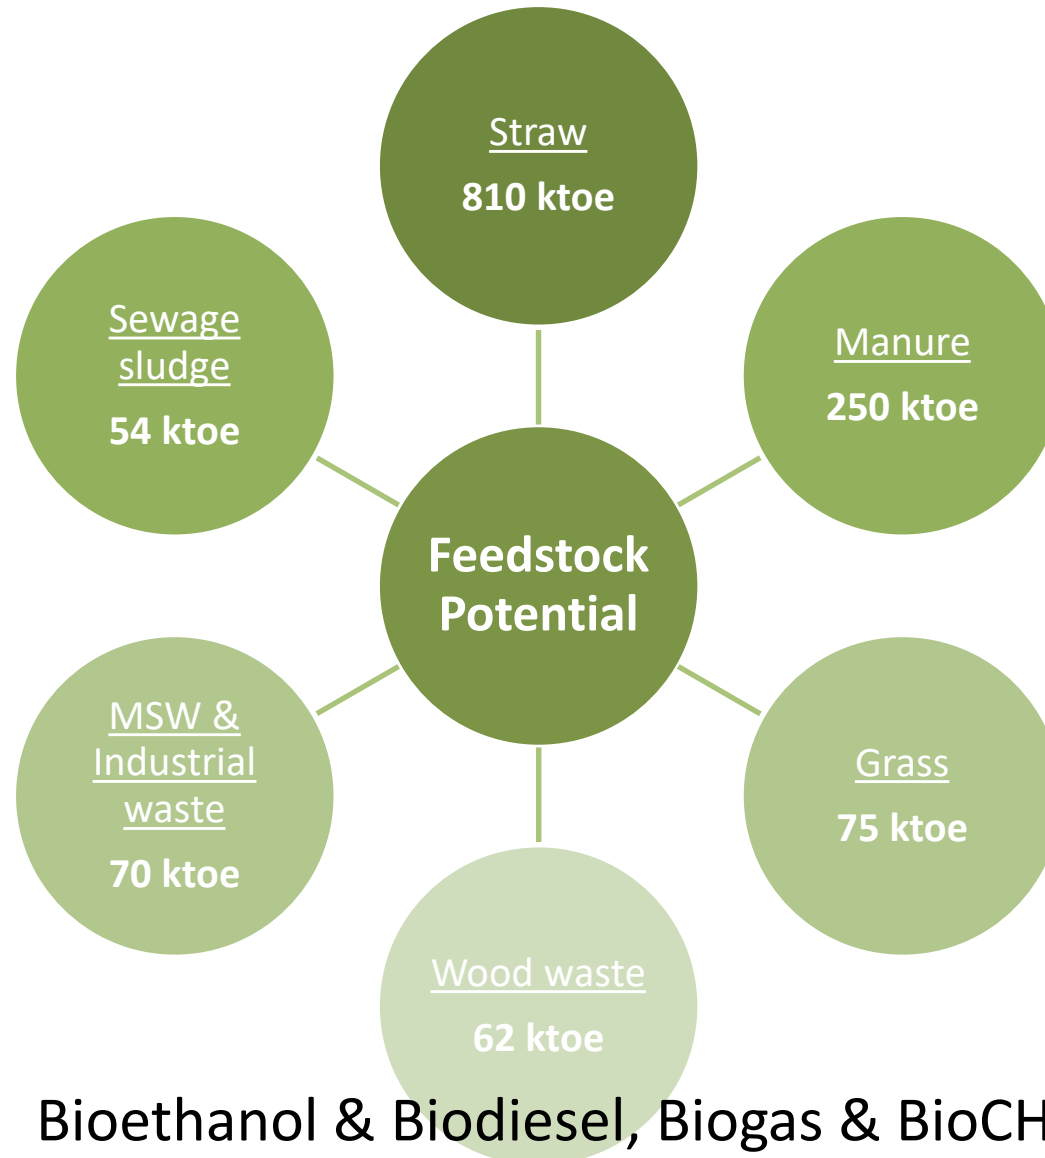 Straw
810 ktoe
Manure
250 ktoe
Grass
75 ktoe
Wood waste
62 ktoe
MSW &
Industrial
waste
70 ktoe
Sewage
sludge
54 ktoe
Feedstock
Potential
Bioethanol & Biodiesel, Biogas & BioCH